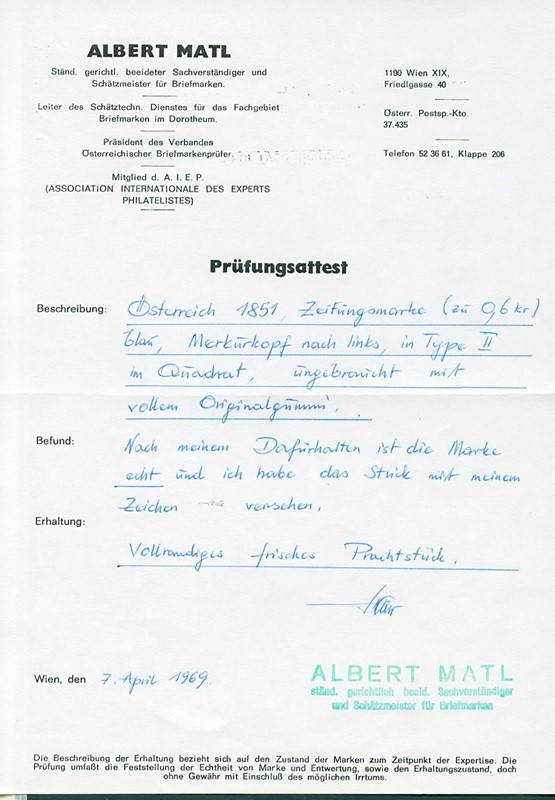 ALBERT MATL
Ständ. gerichtl. beeideter Sachverständiger und
Schätzmeister für Briefmarken.
Leiter des Schätztechn. Dienstes für das Fachgebiet
Briefmarken im Dorotheum.
Präsident des Verbandes
Österreichischer Briefmarkenprüfer
Mitglied d. A. I. E. P.
(ASSOCIATION INTERNATIONALE DES EXPERTS
PHILATELISTES)
1190 Wien XIX,
Friedlgasse 40
Österr. Postsp.-Kto.
37.435
Telefon 52 36 61, Klappe 206
Prüfungsattest
Beschreibung: Österreich 1851, Zeitungsmarke (zu 0,6 kr)
blau, Merkurkopf nach links, in Type II
im Quadrat, ungebraucht mit
vollem Originalgummi.
Befund: Nach meinem Dafürhalten ist die Marke
echt und ich habe das Stück mit meinem
Zeichen versehen.
Erhaltung:
Vollrandiges frisches Prachtstück.
Wien, den 7. April 1969.
ALBERT MATL
ständ. gerichtlich beeid. Sachverständiger
und Schätzmeister für Briefmarken
Die Beschreibung der Erhaltung bezieht sich auf den Zustand der Marken zum Zeitpunkt der Expertise. Die
Prüfung umfaßt die Feststellung der Echtheit von Marke und Entwertung, sowie den Erhaltungszustand, doch
ohne Gewähr mit Einschluß des möglichen Irrtums.